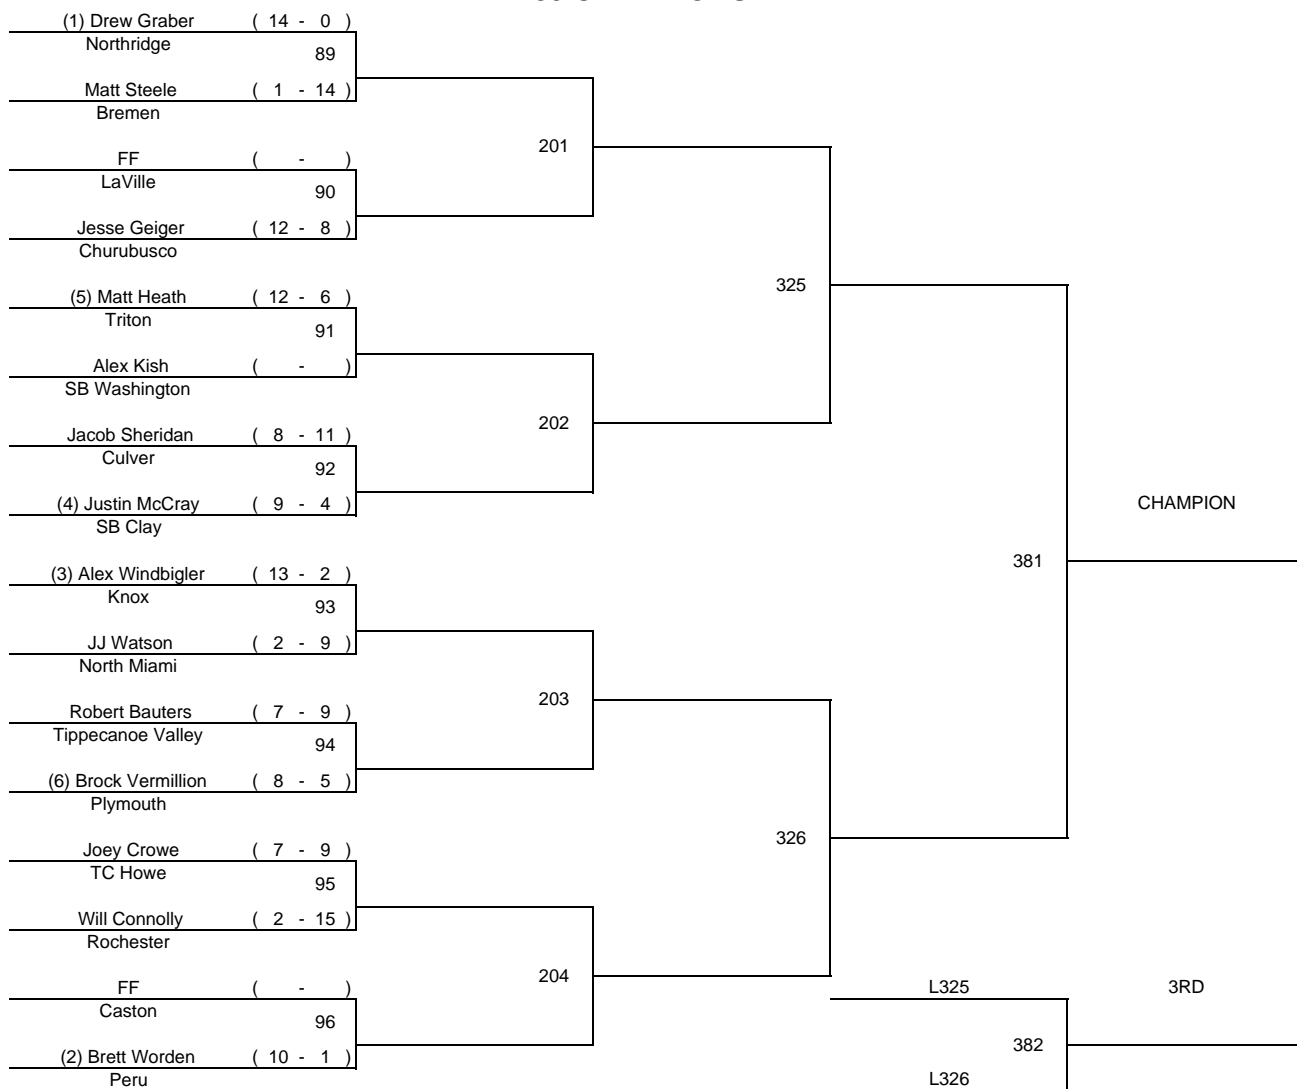 (1) Drew Graber ( 14 - 0 )
Northridge
89
Matt Steele ( 1 - 14 )
Bremen
201
FF ( - )
LaVille
90
Jesse Geiger ( 12 - 8 )
Churubusco
325
(5) Matt Heath ( 12 - 6 )
Triton
91
Alex Kish ( - )
SB Washington
202
Jacob Sheridan ( 8 - 11 )
Culver
92
(4) Justin McCray ( 9 - 4 )
SB Clay
CHAMPION
381
(3) Alex Windbigler ( 13 - 2 )
Knox
93
JJ Watson ( 2 - 9 )
North Miami
203
Robert Bauters ( 7 - 9 )
Tippecanoe Valley
94
(6) Brock Vermillion ( 8 - 5 )
Plymouth
326
Joey Crowe ( 7 - 9 )
TC Howe
95
Will Connolly ( 2 - 15 )
Rochester
204
FF ( - )
Caston
96
(2) Brett Worden ( 10 - 1 )
Peru
L325
3RD
382
L326